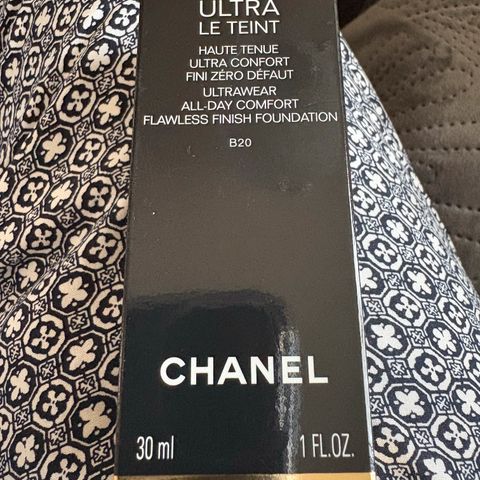 ULTRA
LE TEINT
HAUTE TENUE
ULTRA CONFORT
FINI ZÉRO DÉFAUT
ULTRAWEAR
ALL-DAY COMFORT
FLAWLESS FINISH FOUNDATION
B20
CHANEL
30 ml 1 FL.OZ.